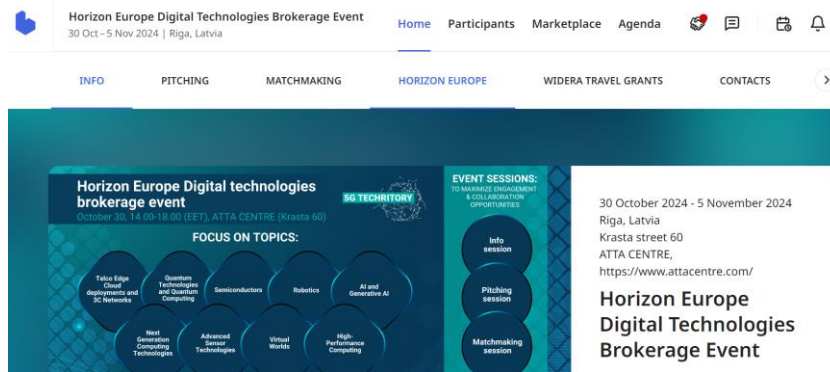 Horizon Europe Digital Technologies Brokerage Event
30 Oct – 5 Nov 2024 | Riga, Latvia
Home Participants Marketplace Agenda
INFO PITCHING MATCHMAKING HORIZON EUROPE WIDERA TRAVEL GRANTS CONTACTS
Horizon Europe Digital technologies
brokerage event
October 30, 14.00-18.00 (EET), ATTA CENTRE (Krasta 60)
5G TECHRITORY
FOCUS ON TOPICS:
Telco Edge
Cloud
deployments and
3C Networks
Quantum
Technologies
and Quantum
Computing
Semiconductors
Robotics
AI and
Generative AI
Next
Generation
Computing
Technologies
Advanced
Sensor
Technologies
Virtual
Worlds
High-
Performance
Computing
EVENT SESSIONS:
TO MAXIMIZE ENGAGEMENT
& COLLABORATION
OPPORTUNITIES
Info
session
Pitching
session
Matchmaking
session
30 October 2024 - 5 November 2024
Riga, Latvia
Krasta street 60
ATTA CENTRE,
https://www.attacentre.com/
Horizon Europe
Digital Technologies
Brokerage Event